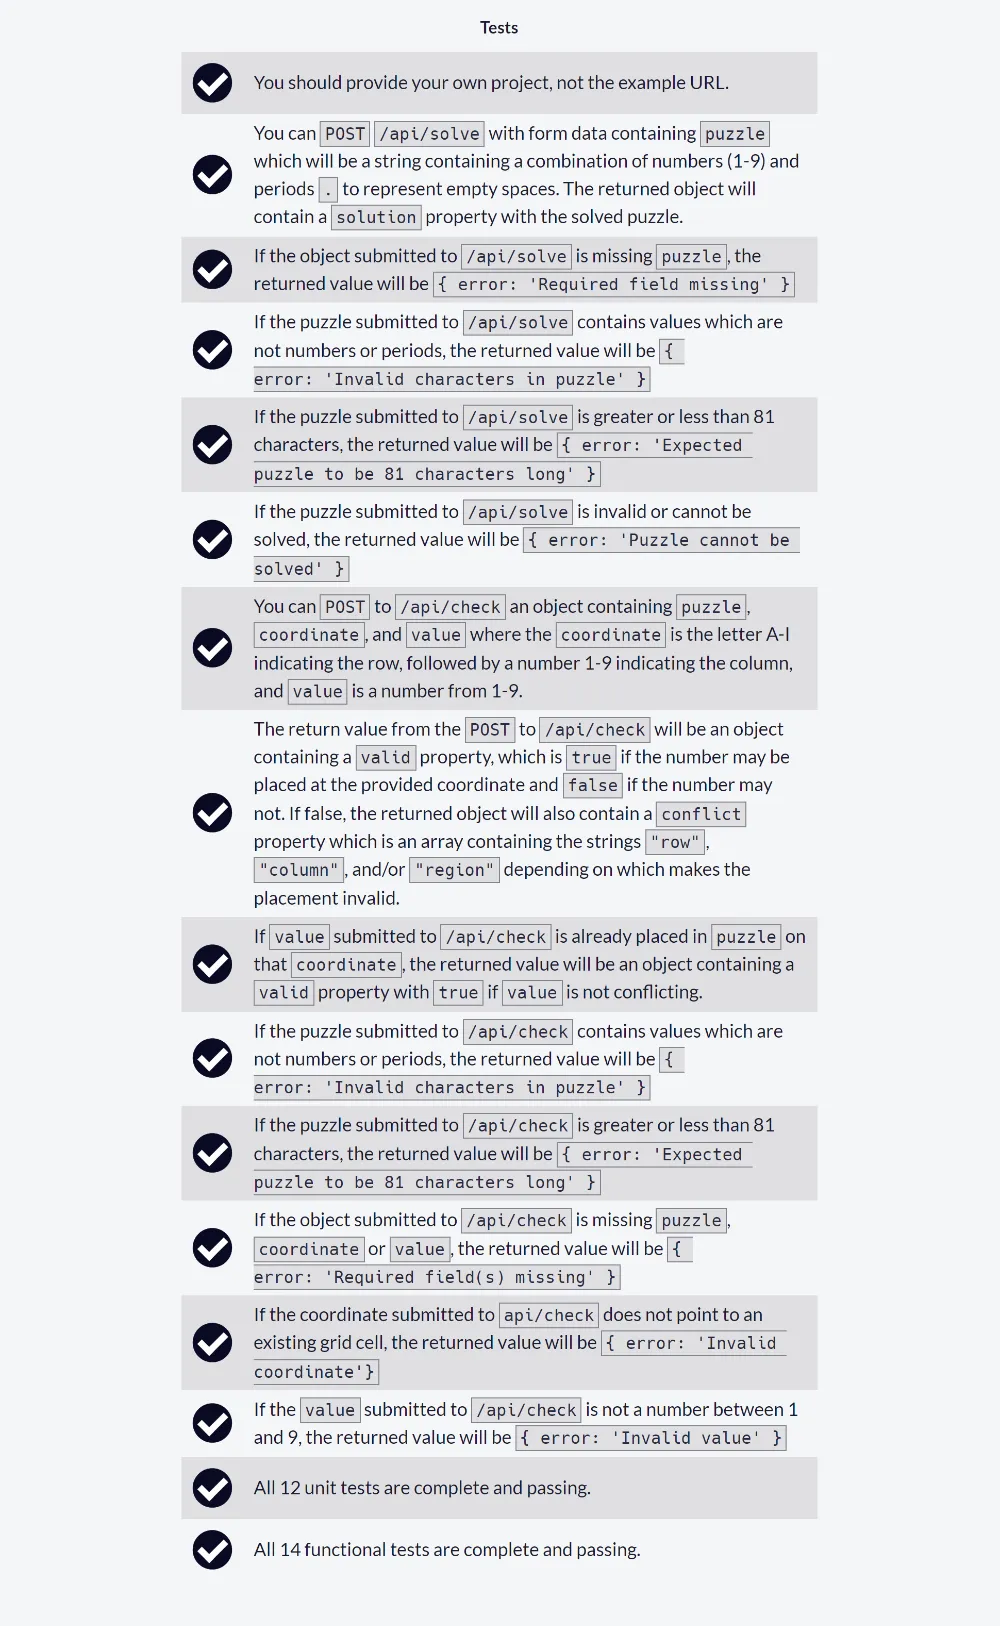 Tests
You should provide your own project, not the example URL.
You can POST /api/solve with form data containing puzzle
which will be a string containing a combination of numbers (1-9) and
periods . to represent empty spaces. The returned object will
contain a solution property with the solved puzzle.
If the object submitted to /api/solve is missing puzzle, the
returned value will be { error: 'Required field missing' }
If the puzzle submitted to /api/solve contains values which are
not numbers or periods, the returned value will be {
error: 'Invalid characters in puzzle' }
If the puzzle submitted to /api/solve is greater or less than 81
characters, the returned value will be { error: 'Expected
puzzle to be 81 characters long' }
If the puzzle submitted to /api/solve is invalid or cannot be
solved, the returned value will be { error: 'Puzzle cannot be
solved' }
You can POST to /api/check an object containing puzzle,
coordinate, and value where the coordinate is the letter A-I
indicating the row, followed by a number 1-9 indicating the column,
and value is a number from 1-9.
The return value from the POST to /api/check will be an object
containing a valid property, which is true if the number may be
placed at the provided coordinate and false if the number may
not. If false, the returned object will also contain a conflict
property which is an array containing the strings "row",
"column", and/or "region" depending on which makes the
placement invalid.
If value submitted to /api/check is already placed in puzzle on
that coordinate, the returned value will be an object containing a
valid property with true if value is not conflicting.
If the puzzle submitted to /api/check contains values which are
not numbers or periods, the returned value will be {
error: 'Invalid characters in puzzle' }
If the puzzle submitted to /api/check is greater or less than 81
characters, the returned value will be { error: 'Expected
puzzle to be 81 characters long' }
If the object submitted to /api/check is missing puzzle,
coordinate or value, the returned value will be {
error: 'Required field(s) missing' }
If the coordinate submitted to api/check does not point to an
existing grid cell, the returned value will be { error: 'Invalid
coordinate'}
If the value submitted to /api/check is not a number between 1
and 9, the returned value will be { error: 'Invalid value' }
All 12 unit tests are complete and passing.
All 14 functional tests are complete and passing.